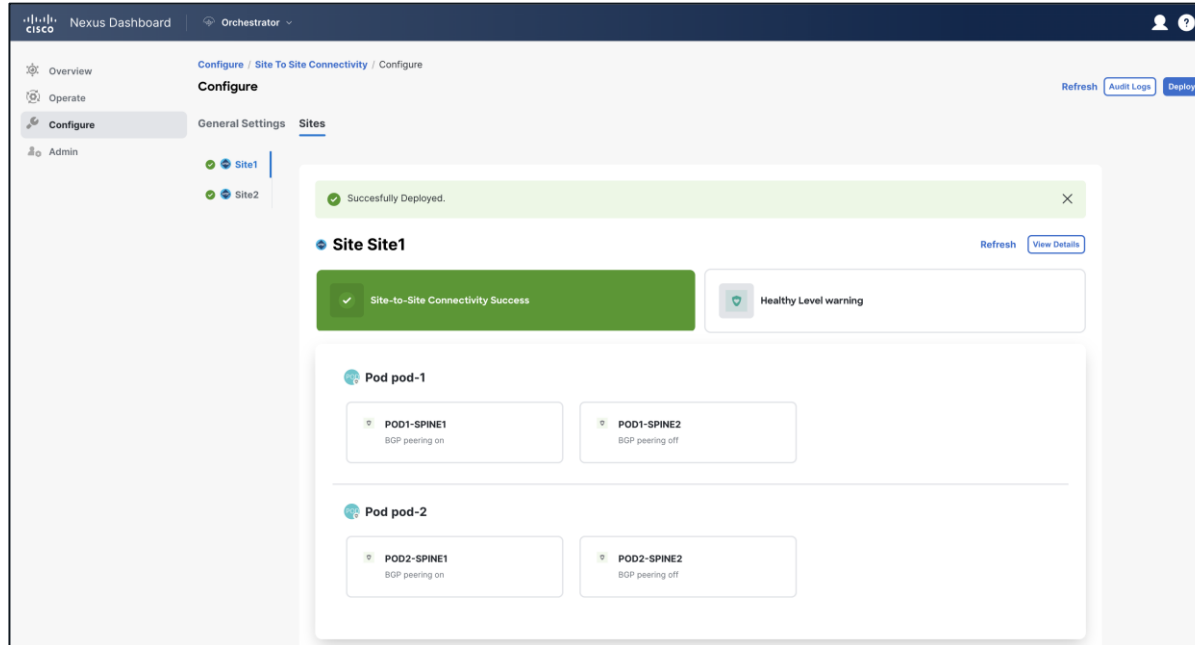 cisco Nexus Dashboard Orchestrator
Overview
Operate
Configure
Admin
Configure / Site To Site Connectivity / Configure
Configure
Refresh Audit Logs Deploy
General Settings Sites
Site1
Site2
Succesfully Deployed.
Site Site1
Refresh View Details
Site-to-Site Connectivity Success
Healthy Level warning
Pod pod-1
POD1-SPINE1
BGP peering on
POD1-SPINE2
BGP peering off
Pod pod-2
POD2-SPINE1
BGP peering on
POD2-SPINE2
BGP peering off